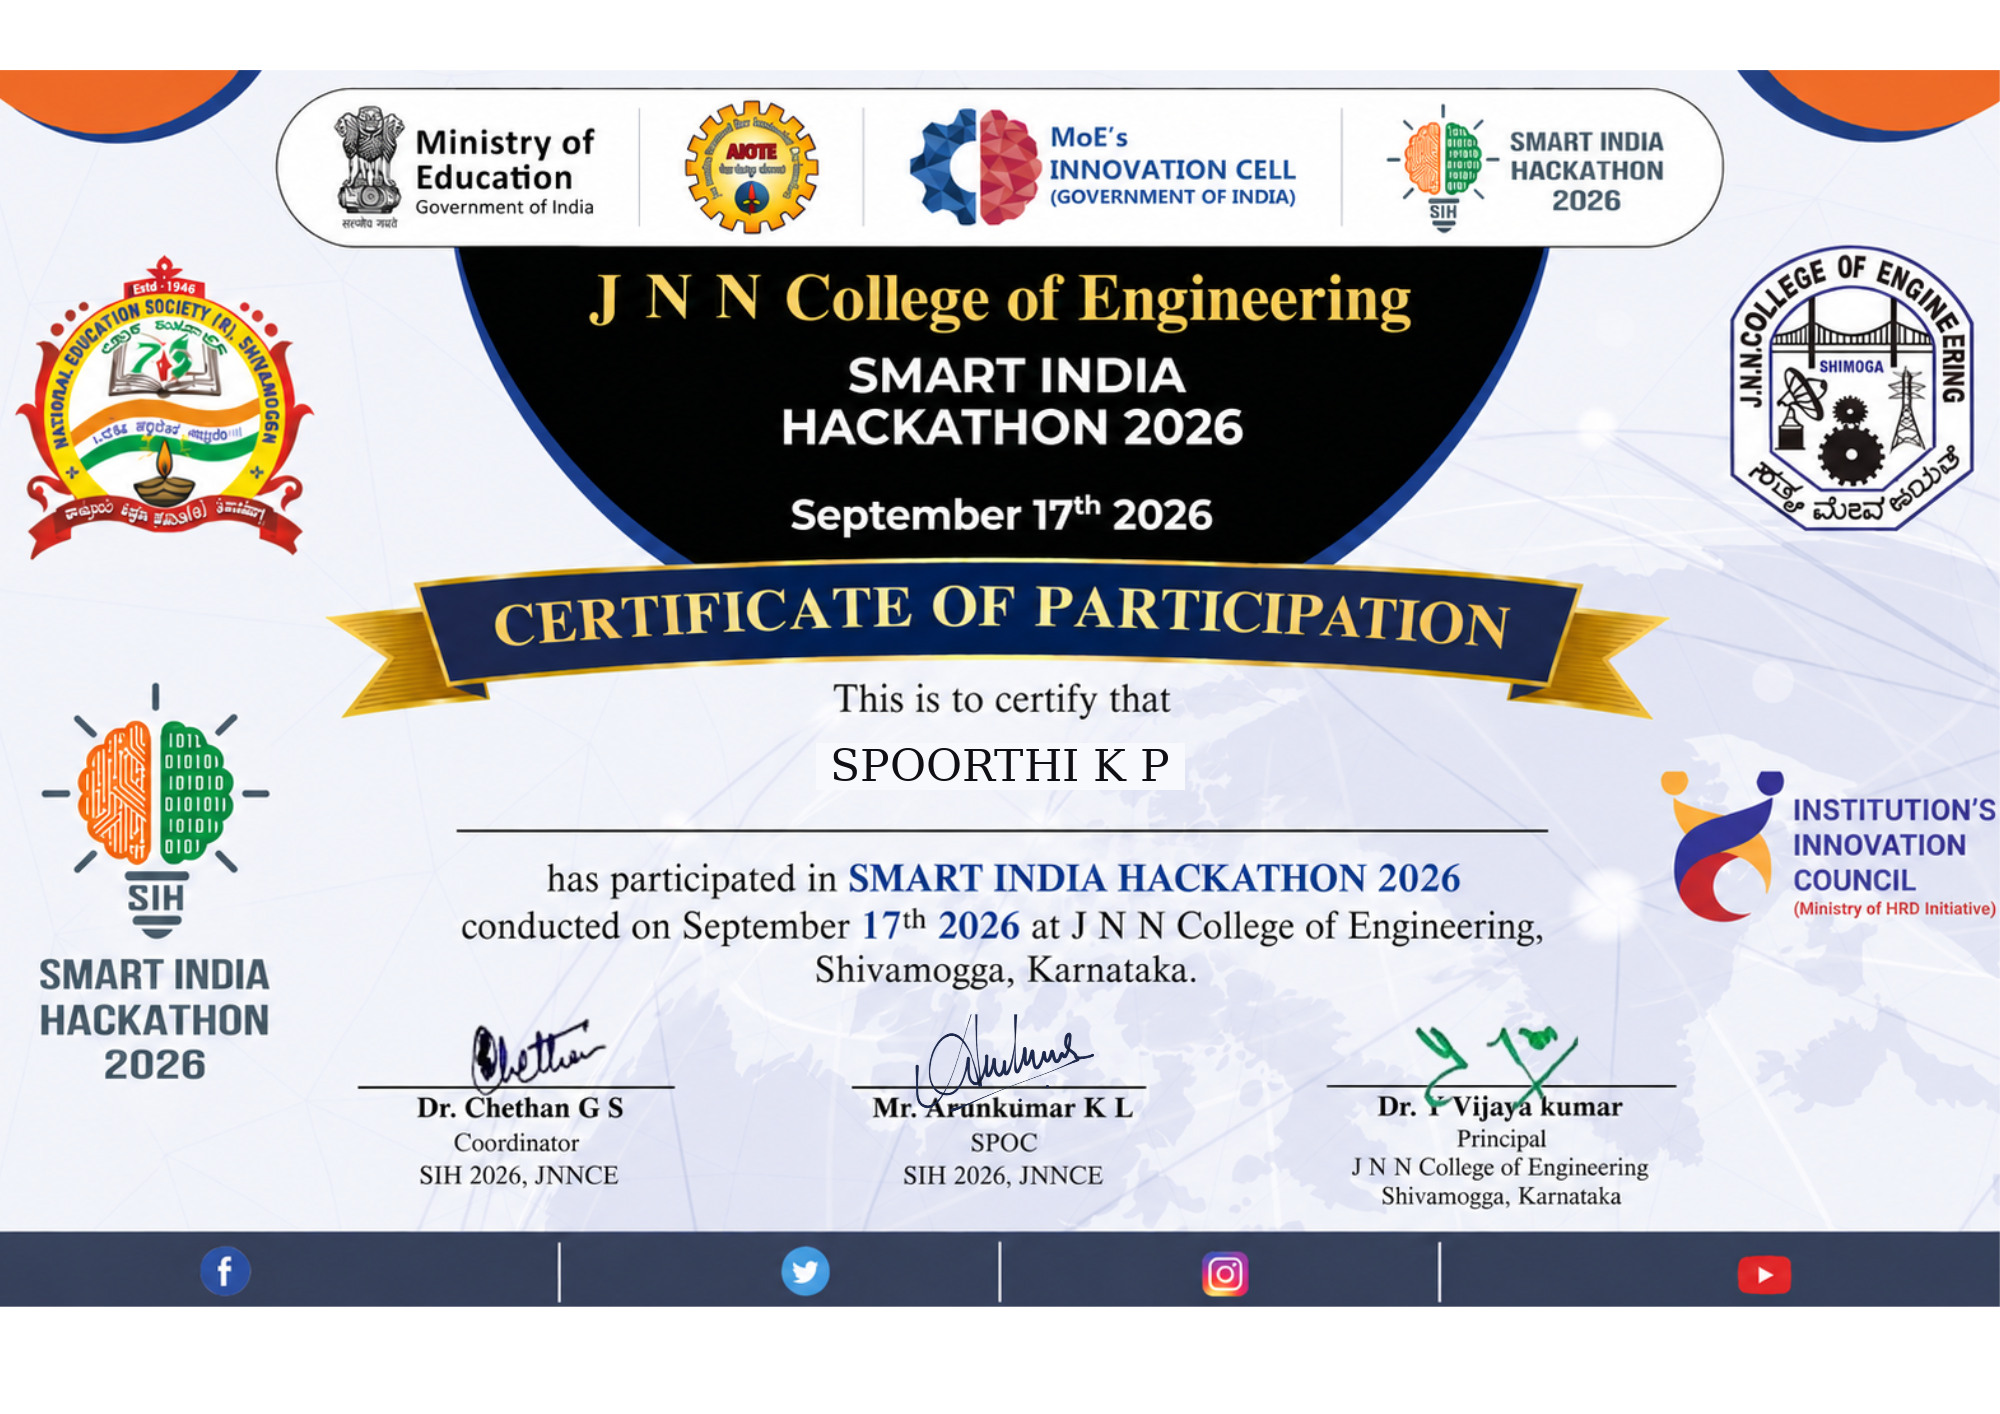 Ministry of
Education
Government of India
AIOTE
MoE's
INNOVATION CELL
(GOVERNMENT OF INDIA)
SIH
SMART INDIA
HACKATHON
2026
Estd - 1946
NATIONAL EDUCATION SOCIETY (R).
75
J.N.N.COLLEGE OF ENGINEERING
SHIMOGA
J N N College of Engineering
SMART INDIA
HACKATHON 2026
September 17th 2026
CERTIFICATE OF PARTICIPATION
This is to certify that
SPOORTHI K P
has participated in SMART INDIA HACKATHON 2026
conducted on September 17th 2026 at J N N College of Engineering,
Shivamogga, Karnataka.
SIH
SMART INDIA
HACKATHON
2026
INSTITUTION'S
INNOVATION
COUNCIL
(Ministry of HRD Initiative)
Chethan
Dr. Chethan G S
Coordinator
SIH 2026, JNNCE
Mr. Arunkumar K L
SPOC
SIH 2026, JNNCE
Dr. Y Vijaya kumar
Principal
J N N College of Engineering
Shivamogga, Karnataka